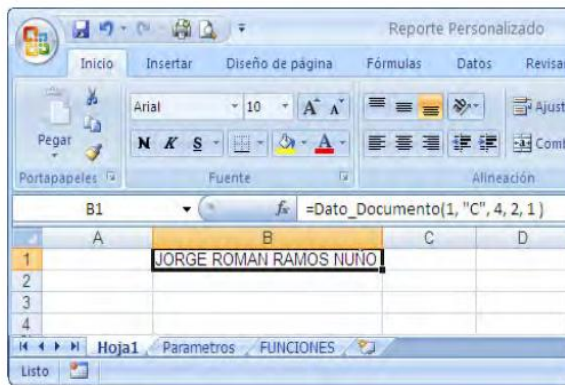 Reporte Personalizado
Inicio Insertar Diseño de página Fórmulas Datos Revisa
Pegar
Arial 10 A A
N K S A
Ajust
Comb
Portapapeles Fuente Alineación
B1 fx =Dato_Documento(1, "C", 4, 2, 1 )
A B C D
1 JORGE ROMAN RAMOS NUÑO
2
3
4
Hoja1 Parametros FUNCIONES
Listo